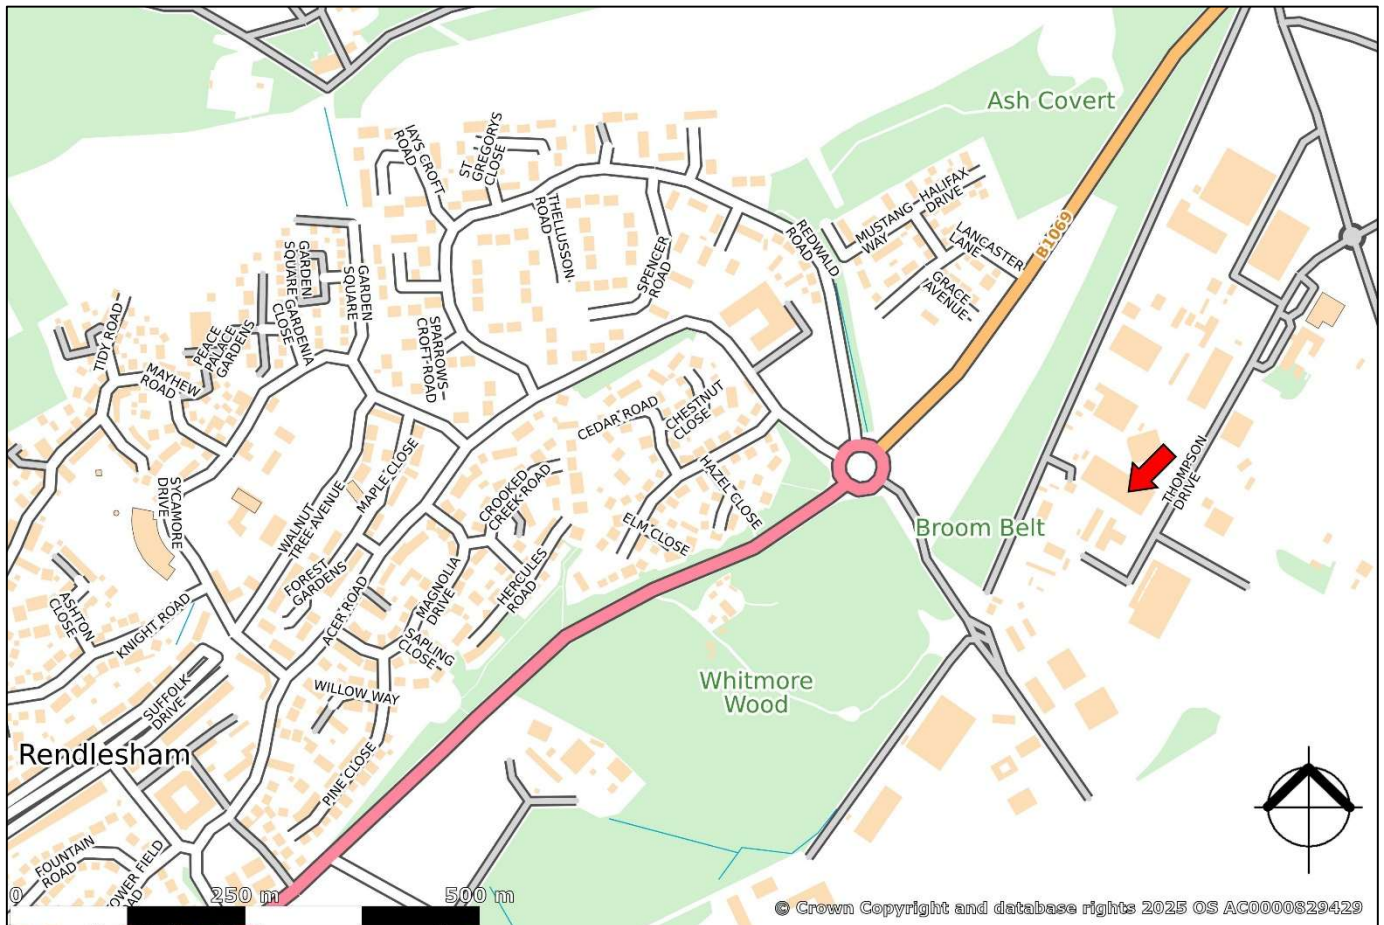 Ash Covert
JAYS CROFT
ROAD
ST
GREGORYS
CLOSE
THELLUSSON
ROAD
SPENCER
ROAD
REDWALD
ROAD
MUSTANG
WAY
HALIFAX
DRIVE
LANCASTER
LANE
GRACE
AVENUE
B1069
GARDEN
SQUARE
GARDEN
SQUARE
GARDENIA
CLOSE
PEACE
PALACE
GARDENS
TIDY ROAD
MAYHEW
ROAD
SPARROWS
CROFT ROAD
CEDAR ROAD
CHESTNUT
CLOSE
HAZEL CLOSE
ELM CLOSE
CROOKED
CREEK ROAD
MAPLE CLOSE
WALNUT
TREE AVENUE
SYCAMORE
DRIVE
FOREST
GARDENS
ACER ROAD
MAGNOLIA
DRIVE
HERCULES
ROAD
SAPLING
CLOSE
ASHTON
CLOSE
KNIGHT ROAD
SUFFOLK
DRIVE
WILLOW WAY
PINE CLOSE
THOMPSON
DRIVE
Broom Belt
Whitmore
Wood
Rendlesham
FOUNTAIN
ROAD
OWER FIELD
0 250 m 500 m
© Crown Copyright and database rights 2025 OS AC0000829429